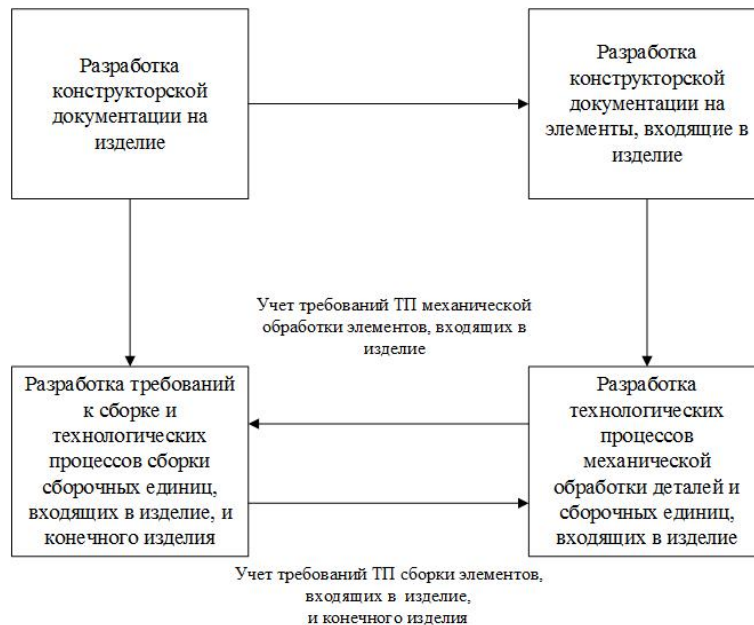 Разработка
конструкторской
документации на
изделие
Разработка
конструкторской
документации на
элементы, входящие в
изделие
Учет требований ТП механической
обработки элементов, входящих в
изделие
Разработка требований
к сборке и
технологических
процессов сборки
сборочных единиц,
входящих в изделие, и
конечного изделия
Разработка
технологических
процессов
механической
обработки деталей и
сборочных единиц,
входящих в изделие
Учет требований ТП сборки элементов,
входящих в изделие,
и конечного изделия